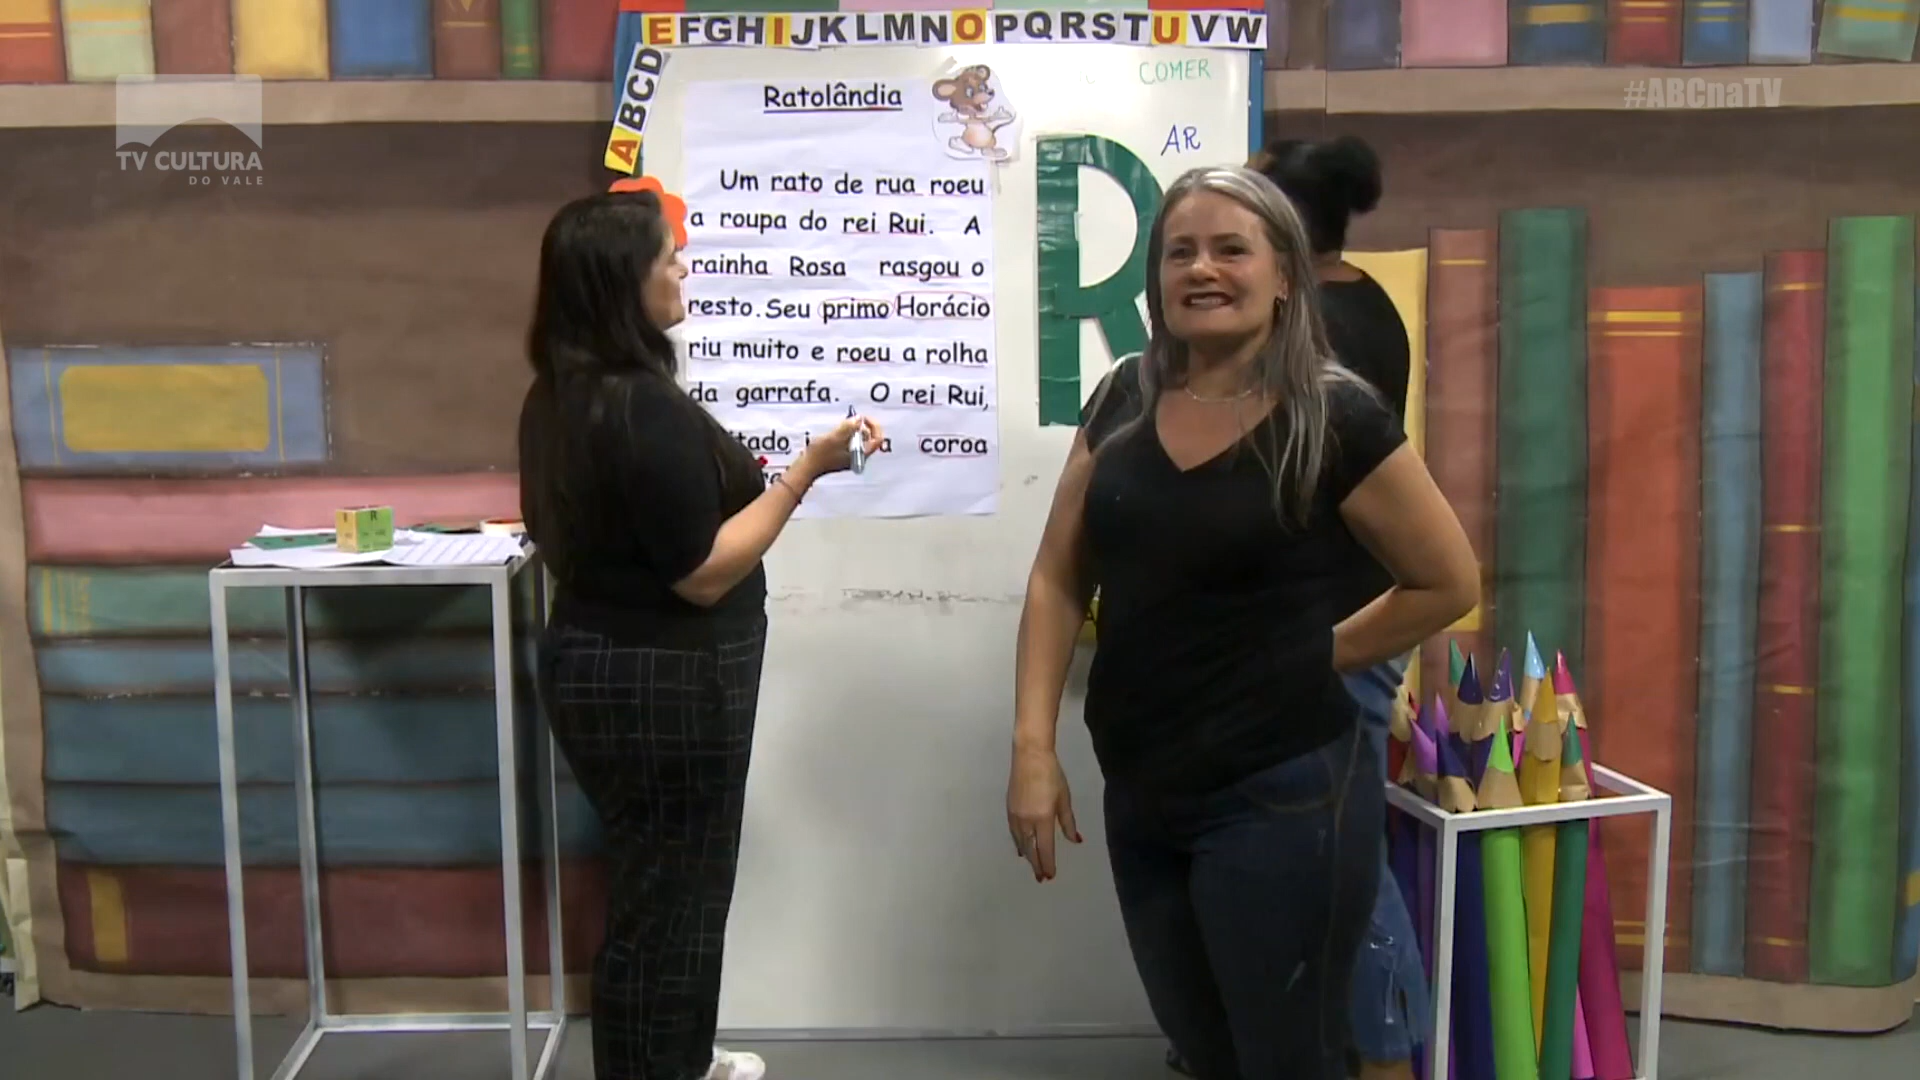 EFGHIJKLMNOPQRSTUVW
ABCD
TV CULTURA
DO VALE
#ABCnaTV
COMER
AR
R
Ratolândia
Um rato de rua roeu
a roupa do rei Rui. A
rainha Rosa rasgou o
resto. Seu primo Horácio
riu muito e roeu a rolha
da garrafa. O rei Rui,
a coroa